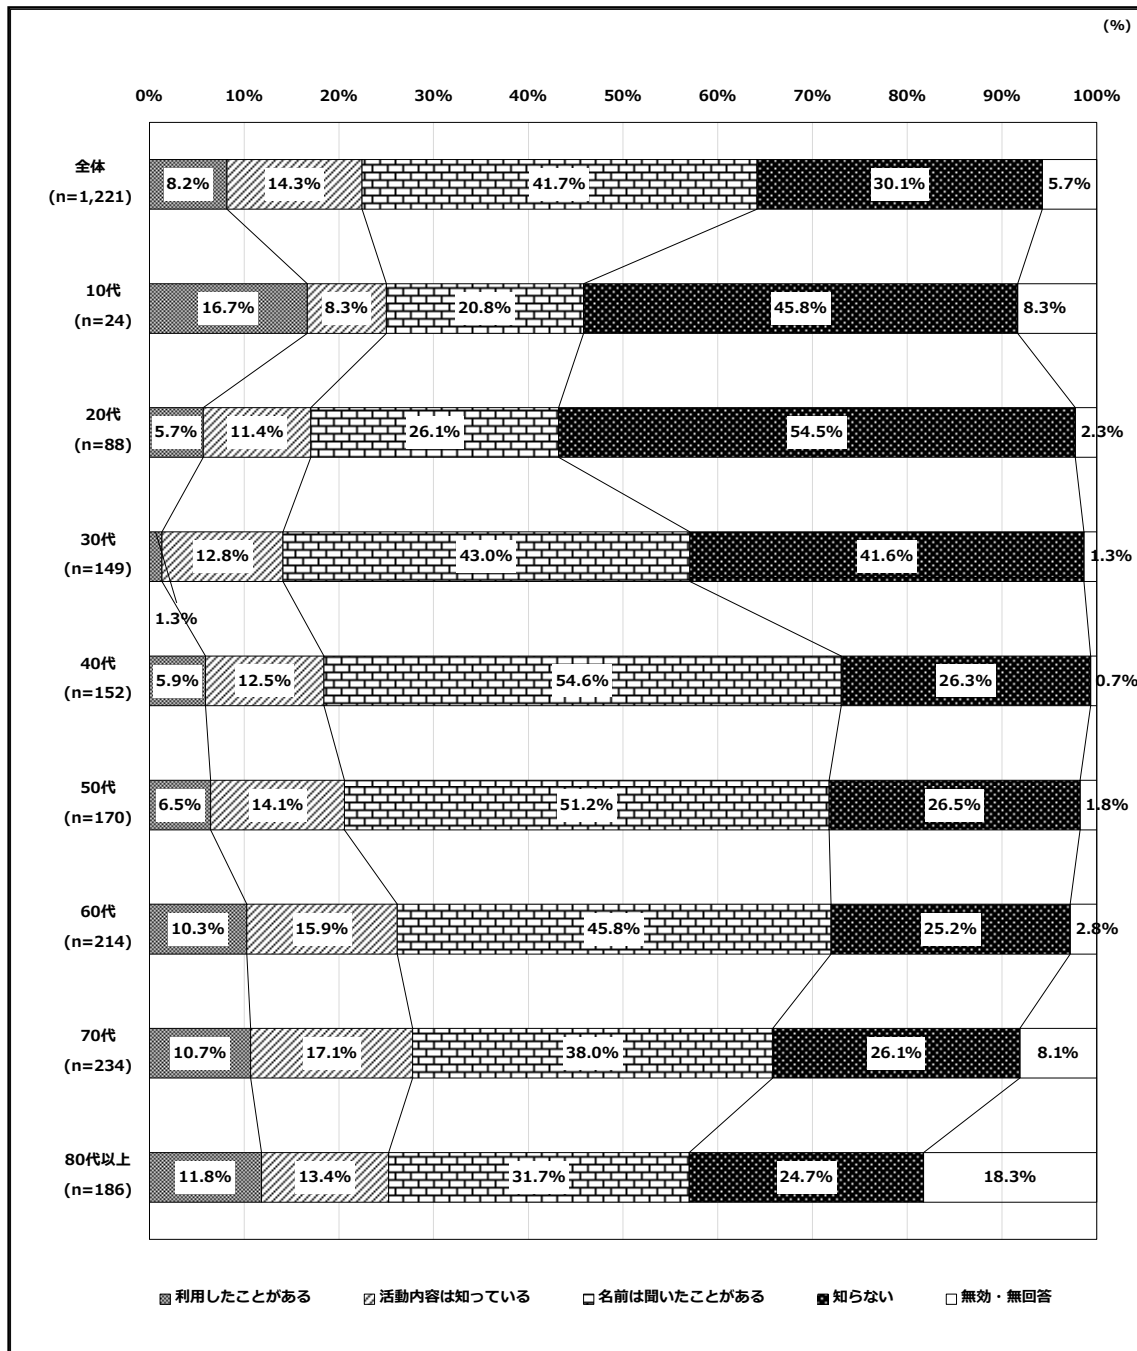 (%)
0% 10% 20% 30% 40% 50% 60% 70% 80% 90% 100%
全体
(n=1,221)
8.2% 14.3% 41.7% 30.1% 5.7%
10代
(n=24)
16.7% 8.3% 20.8% 45.8% 8.3%
20代
(n=88)
5.7% 11.4% 26.1% 54.5% 2.3%
30代
(n=149)
12.8% 43.0% 41.6% 1.3%
1.3%
40代
(n=152)
5.9% 12.5% 54.6% 26.3% 0.7%
50代
(n=170)
6.5% 14.1% 51.2% 26.5% 1.8%
60代
(n=214)
10.3% 15.9% 45.8% 25.2% 2.8%
70代
(n=234)
10.7% 17.1% 38.0% 26.1% 8.1%
80代以上
(n=186)
11.8% 13.4% 31.7% 24.7% 18.3%
利用したことがある 活動内容は知っている 名前は聞いたことがある 知らない 無効・無回答